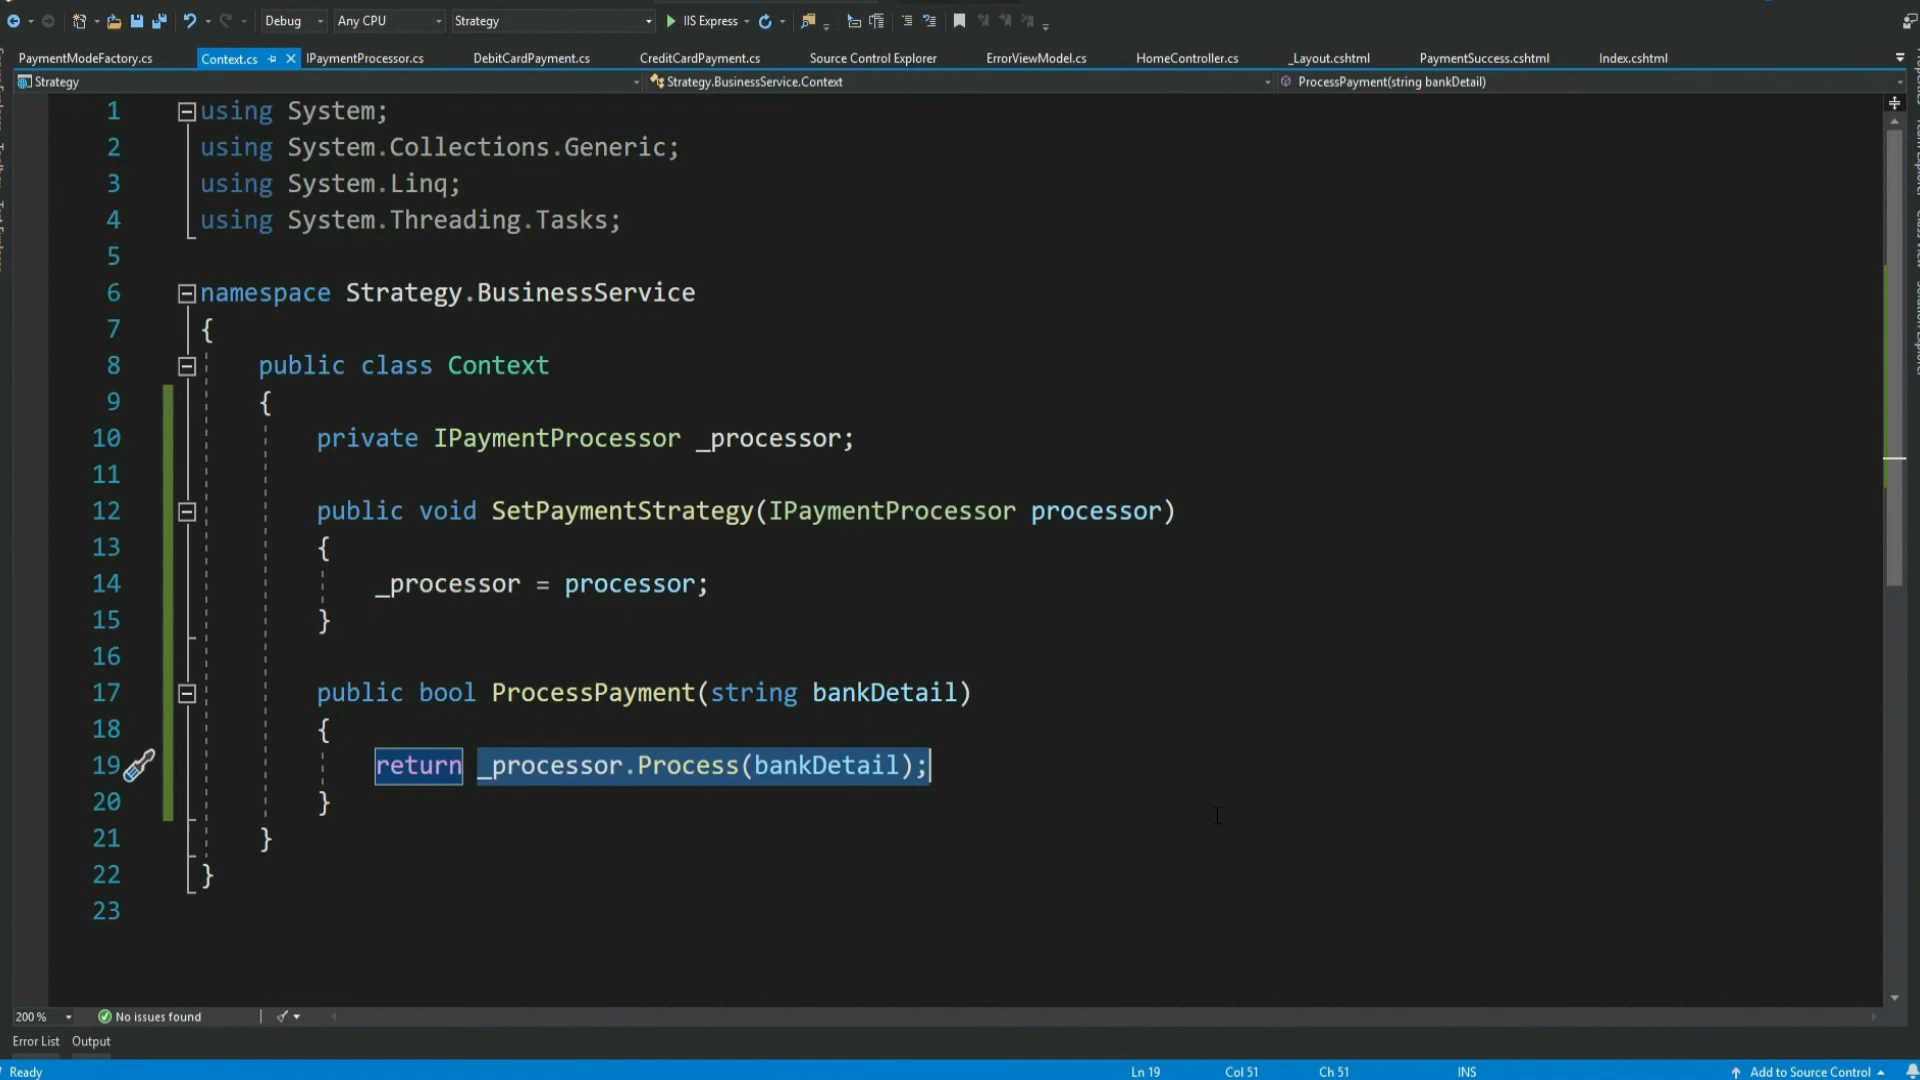 Debug Any CPU Strategy IIS Express
PaymentModeFactory.cs Context.cs IPaymentProcessor.cs DebitCardPayment.cs CreditCardPayment.cs Source Control Explorer ErrorViewModel.cs HomeController.cs _Layout.cshtml PaymentSuccess.cshtml Index.cshtml
Strategy Strategy.BusinessService.Context ProcessPayment(string bankDetail)
1 using System;
2 using System.Collections.Generic;
3 using System.Linq;
4 using System.Threading.Tasks;
5
6 namespace Strategy.BusinessService
7 {
8 public class Context
9 {
10 private IPaymentProcessor _processor;
11
12 public void SetPaymentStrategy(IPaymentProcessor processor)
13 {
14 _processor = processor;
15 }
16
17 public bool ProcessPayment(string bankDetail)
18 {
19 return _processor.Process(bankDetail);
20 }
21 }
22 }
23
200 % No issues found
Error List Output
Ready Ln 19 Col 51 Ch 51 INS Add to Source Control